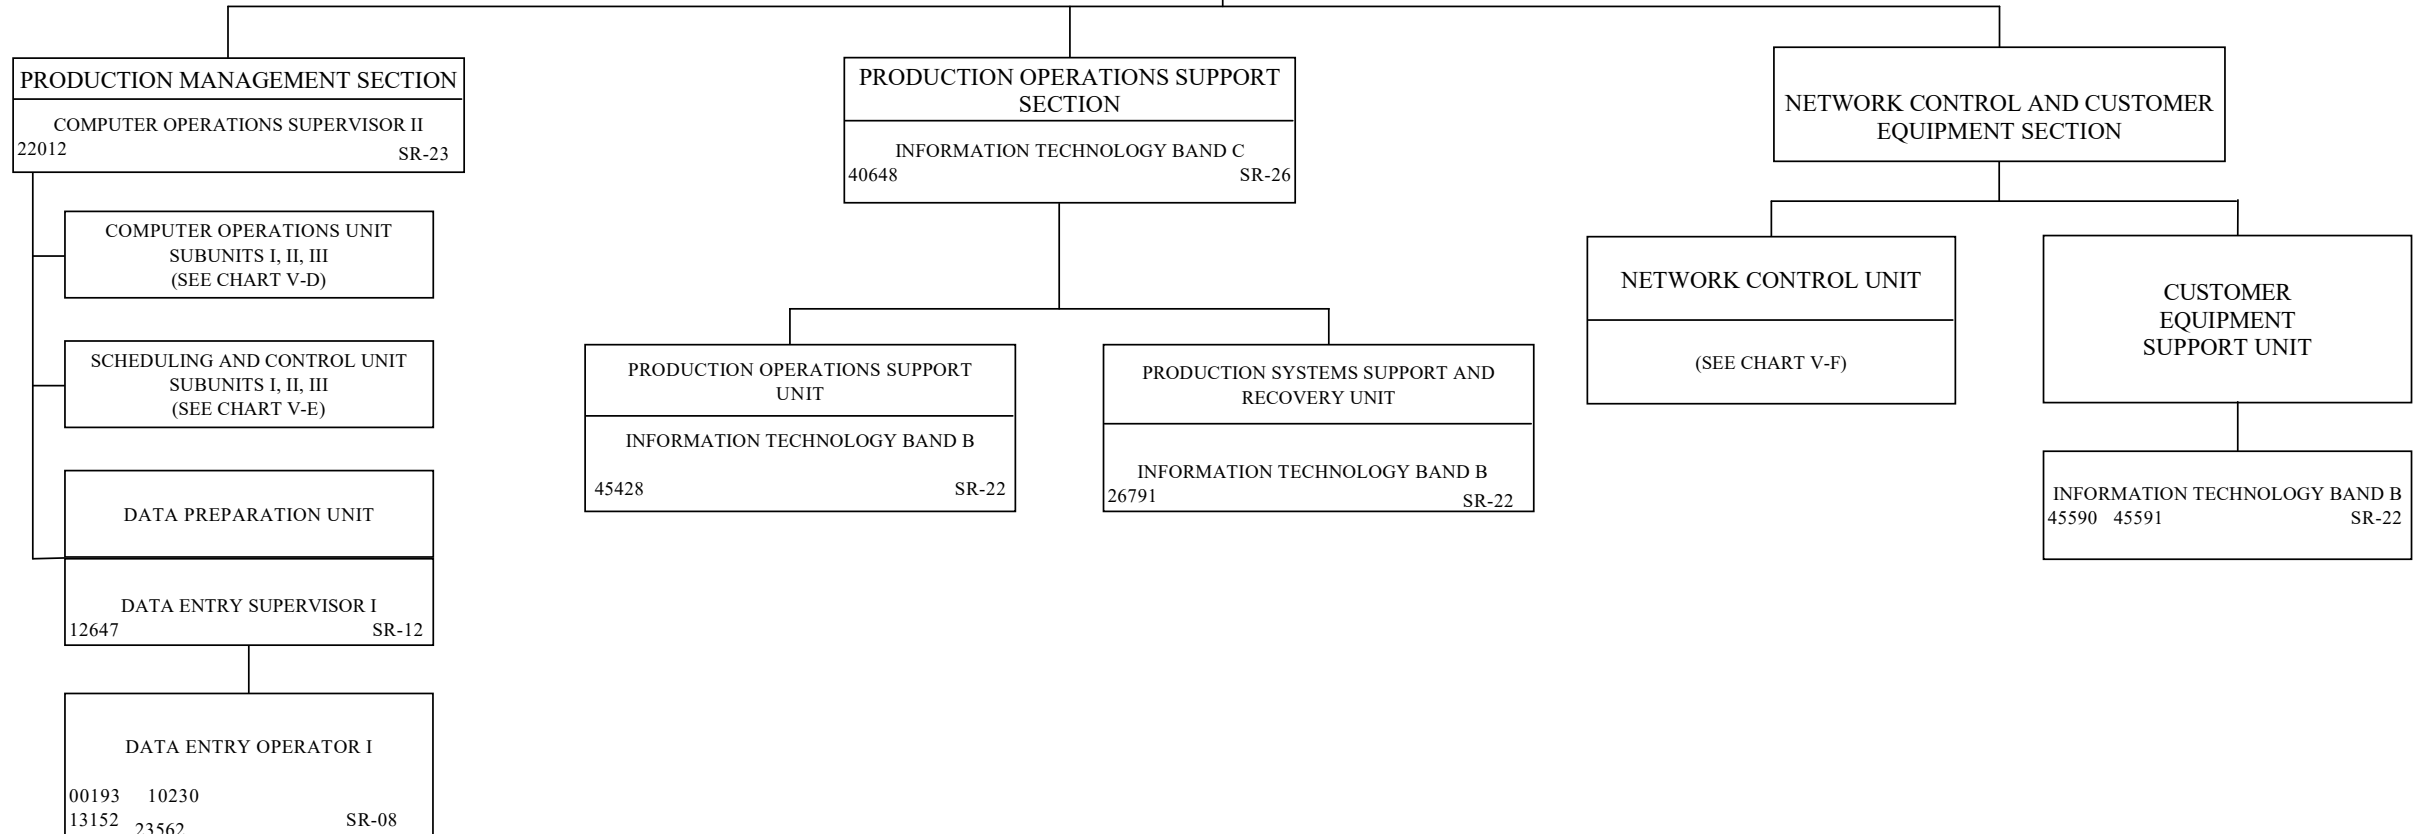 PRODUCTION MANAGEMENT SECTION
COMPUTER OPERATIONS SUPERVISOR II
22012 SR-23
COMPUTER OPERATIONS UNIT
SUBUNITS I, II, III
(SEE CHART V-D)
SCHEDULING AND CONTROL UNIT
SUBUNITS I, II, III
(SEE CHART V-E)
DATA PREPARATION UNIT
DATA ENTRY SUPERVISOR I
12647 SR-12
DATA ENTRY OPERATOR I
00193 10230
13152 23562 SR-08
PRODUCTION OPERATIONS SUPPORT
SECTION
INFORMATION TECHNOLOGY BAND C
40648 SR-26
PRODUCTION OPERATIONS SUPPORT
UNIT
INFORMATION TECHNOLOGY BAND B
45428 SR-22
PRODUCTION SYSTEMS SUPPORT AND
RECOVERY UNIT
INFORMATION TECHNOLOGY BAND B
26791 SR-22
NETWORK CONTROL AND CUSTOMER
EQUIPMENT SECTION
NETWORK CONTROL UNIT
(SEE CHART V-F)
CUSTOMER
EQUIPMENT
SUPPORT UNIT
INFORMATION TECHNOLOGY BAND B
45590 45591 SR-22